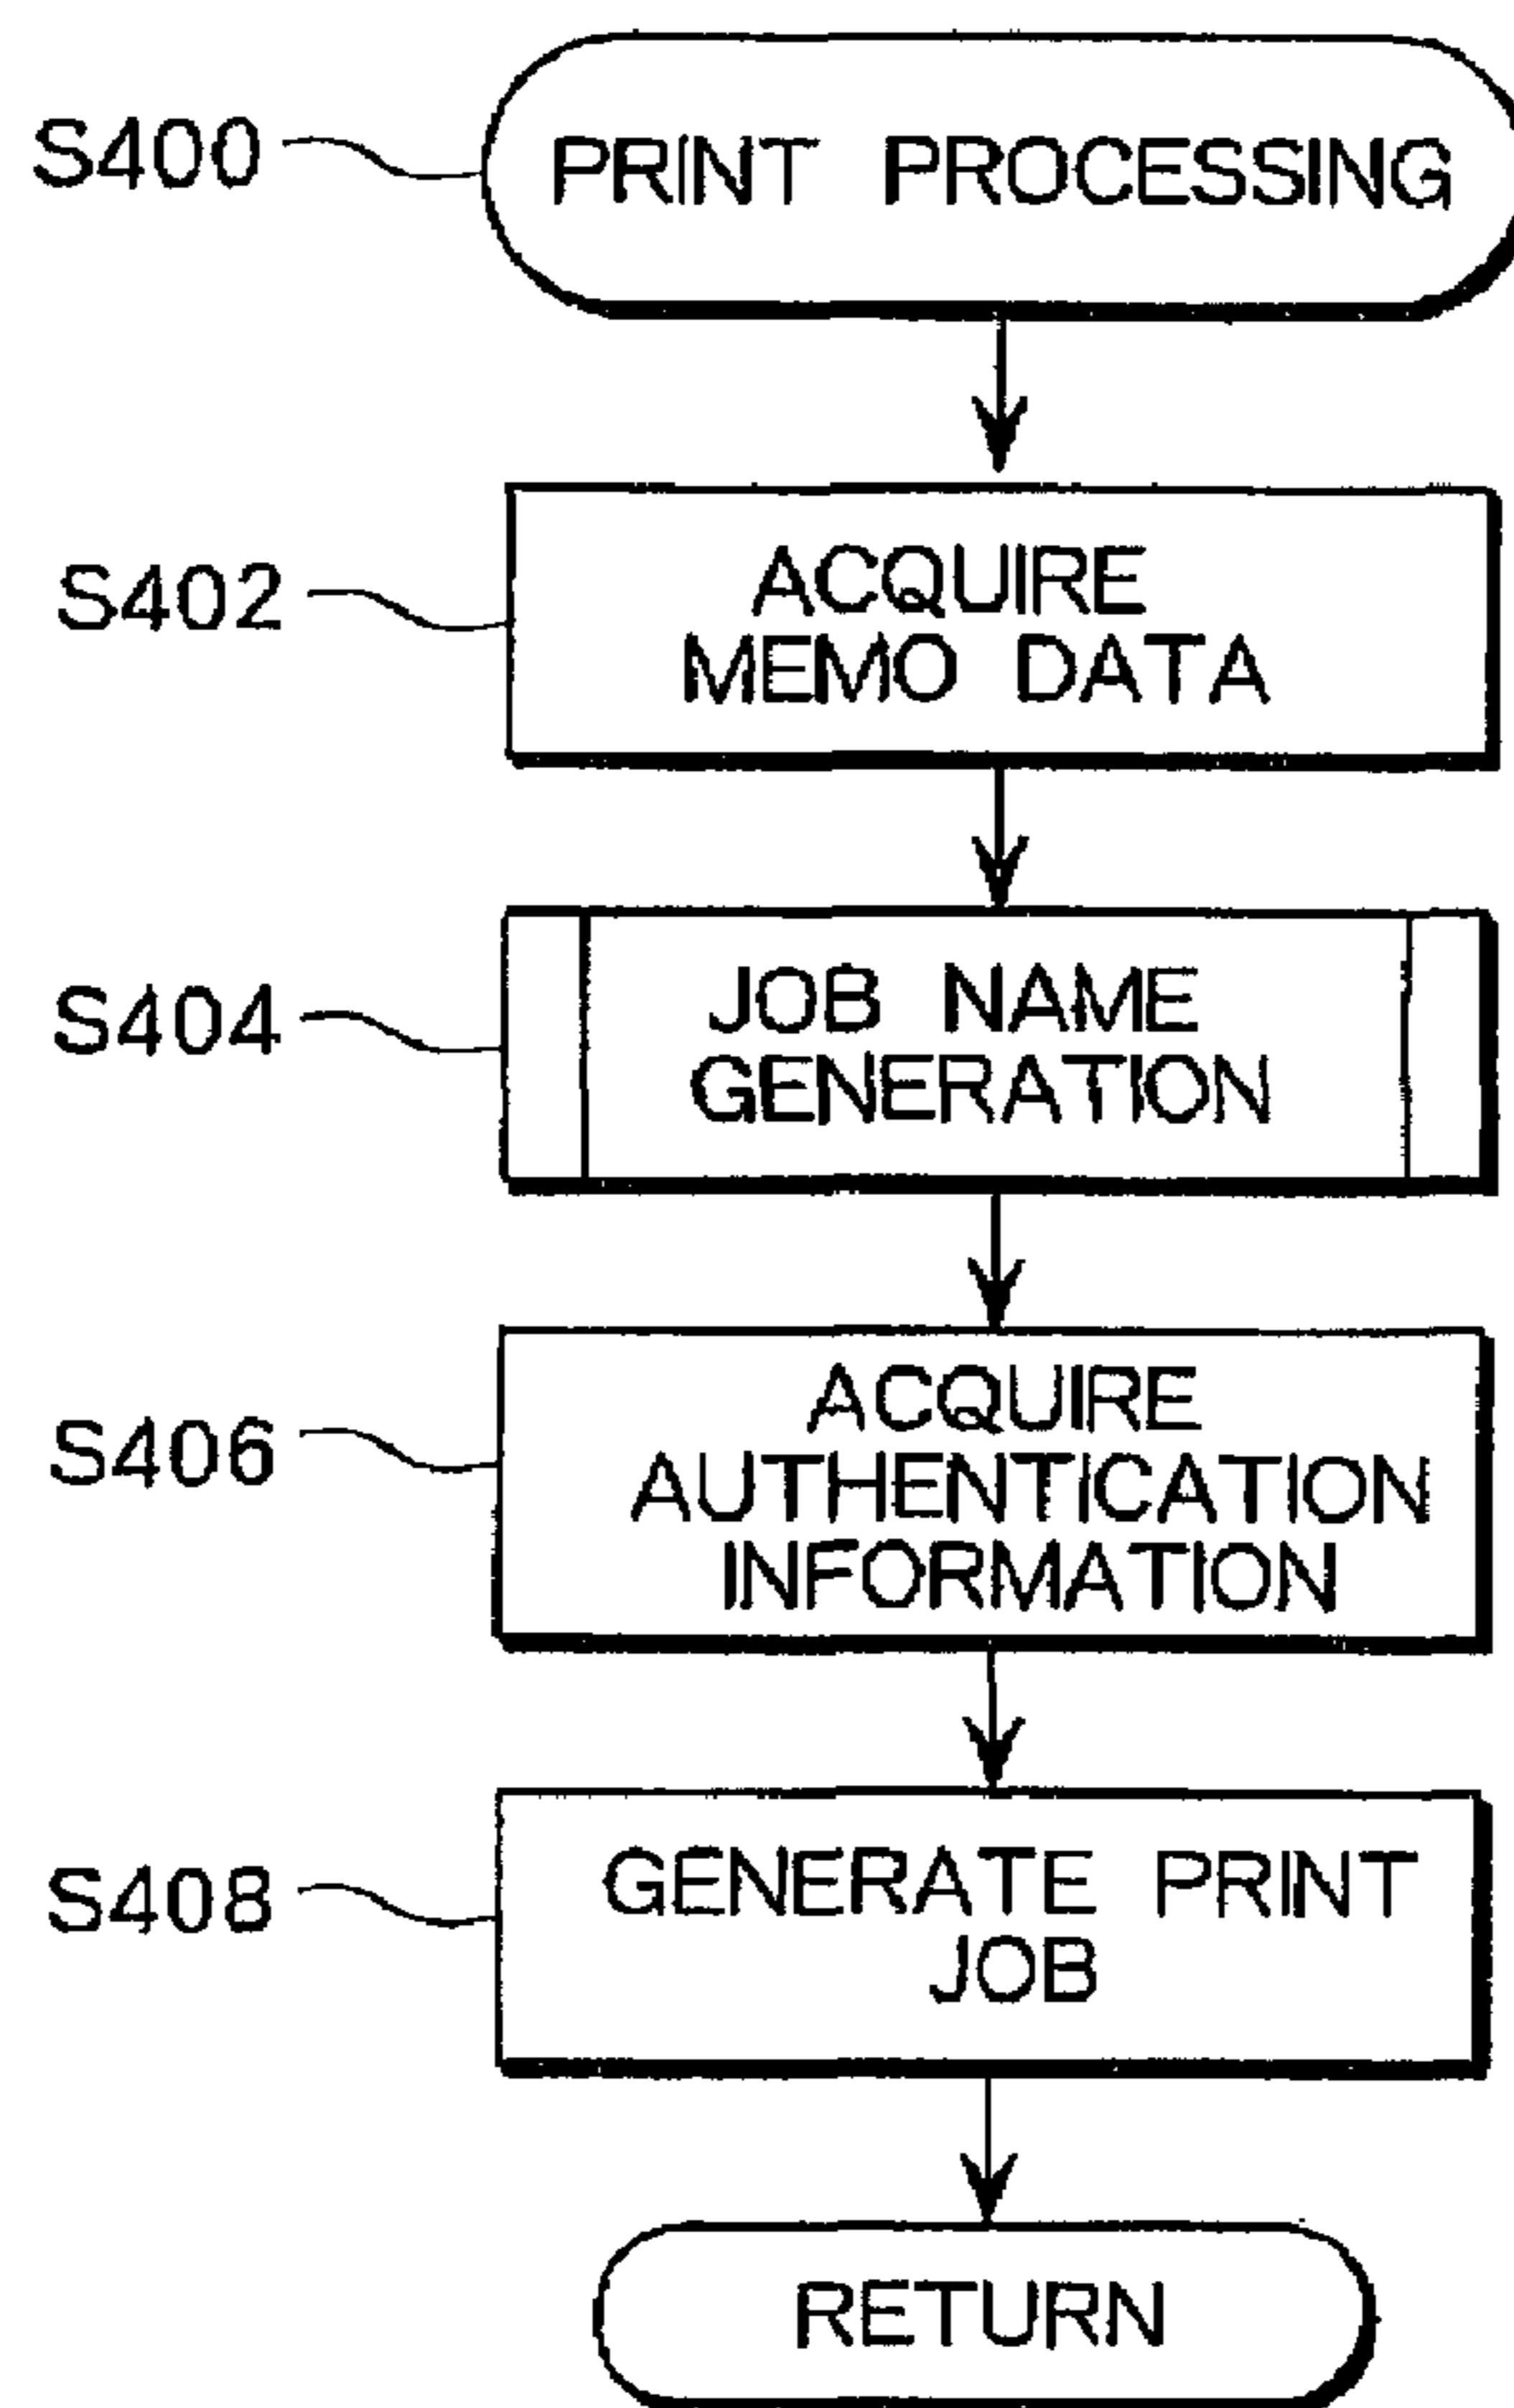 S400
PRINT PROCESSING
S402
ACQUIRE
MEMO DATA
S404
JOB NAME
GENERATION
S406
ACQUIRE
AUTHENTICATION
INFORMATION
S408
GENERATE PRINT
JOB
RETURN